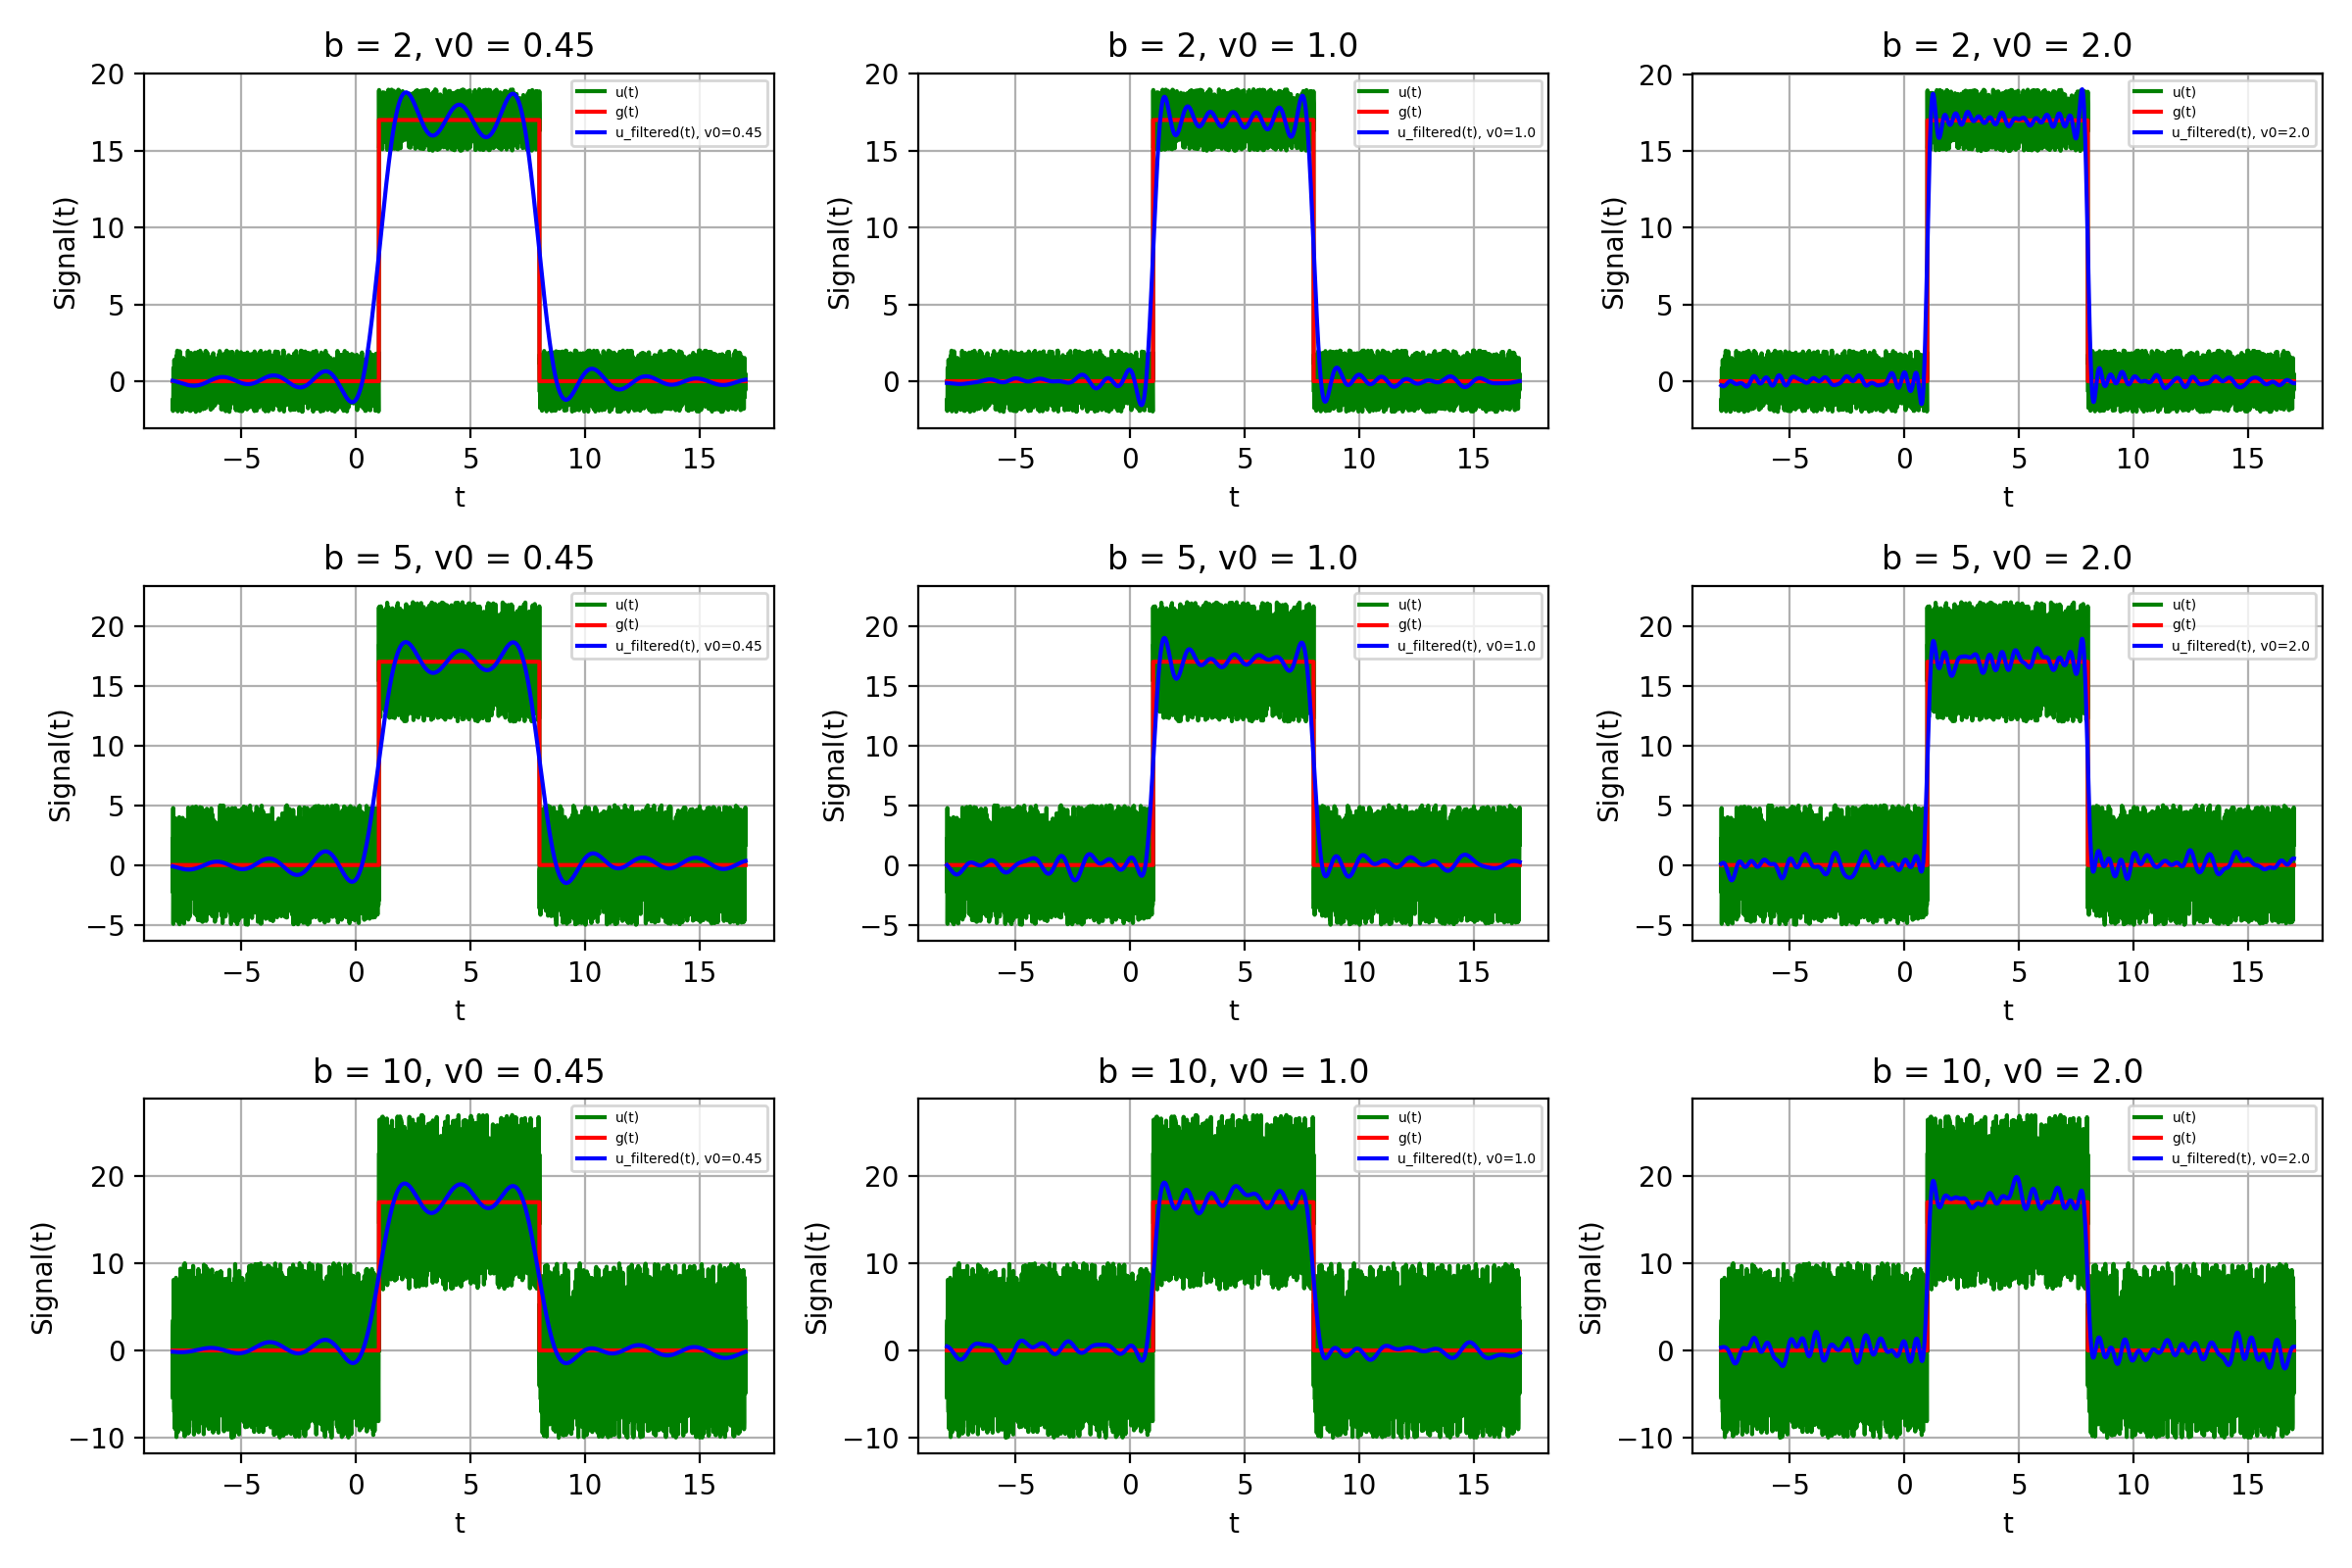 b = 2, v0 = 0.45
20
15
10
5
0
Signal(t)
−5 0 5 10 15
t
u(t)
g(t)
u_filtered(t), v0=0.45
b = 2, v0 = 1.0
20
15
10
5
0
Signal(t)
−5 0 5 10 15
t
u(t)
g(t)
u_filtered(t), v0=1.0
b = 2, v0 = 2.0
20
15
10
5
0
Signal(t)
−5 0 5 10 15
t
u(t)
g(t)
u_filtered(t), v0=2.0
b = 5, v0 = 0.45
20
15
10
5
0
−5
Signal(t)
−5 0 5 10 15
t
u(t)
g(t)
u_filtered(t), v0=0.45
b = 5, v0 = 1.0
20
15
10
5
0
−5
Signal(t)
−5 0 5 10 15
t
u(t)
g(t)
u_filtered(t), v0=1.0
b = 5, v0 = 2.0
20
15
10
5
0
−5
Signal(t)
−5 0 5 10 15
t
u(t)
g(t)
u_filtered(t), v0=2.0
b = 10, v0 = 0.45
20
10
0
−10
Signal(t)
−5 0 5 10 15
t
u(t)
g(t)
u_filtered(t), v0=0.45
b = 10, v0 = 1.0
20
10
0
−10
Signal(t)
−5 0 5 10 15
t
u(t)
g(t)
u_filtered(t), v0=1.0
b = 10, v0 = 2.0
20
10
0
−10
Signal(t)
−5 0 5 10 15
t
u(t)
g(t)
u_filtered(t), v0=2.0